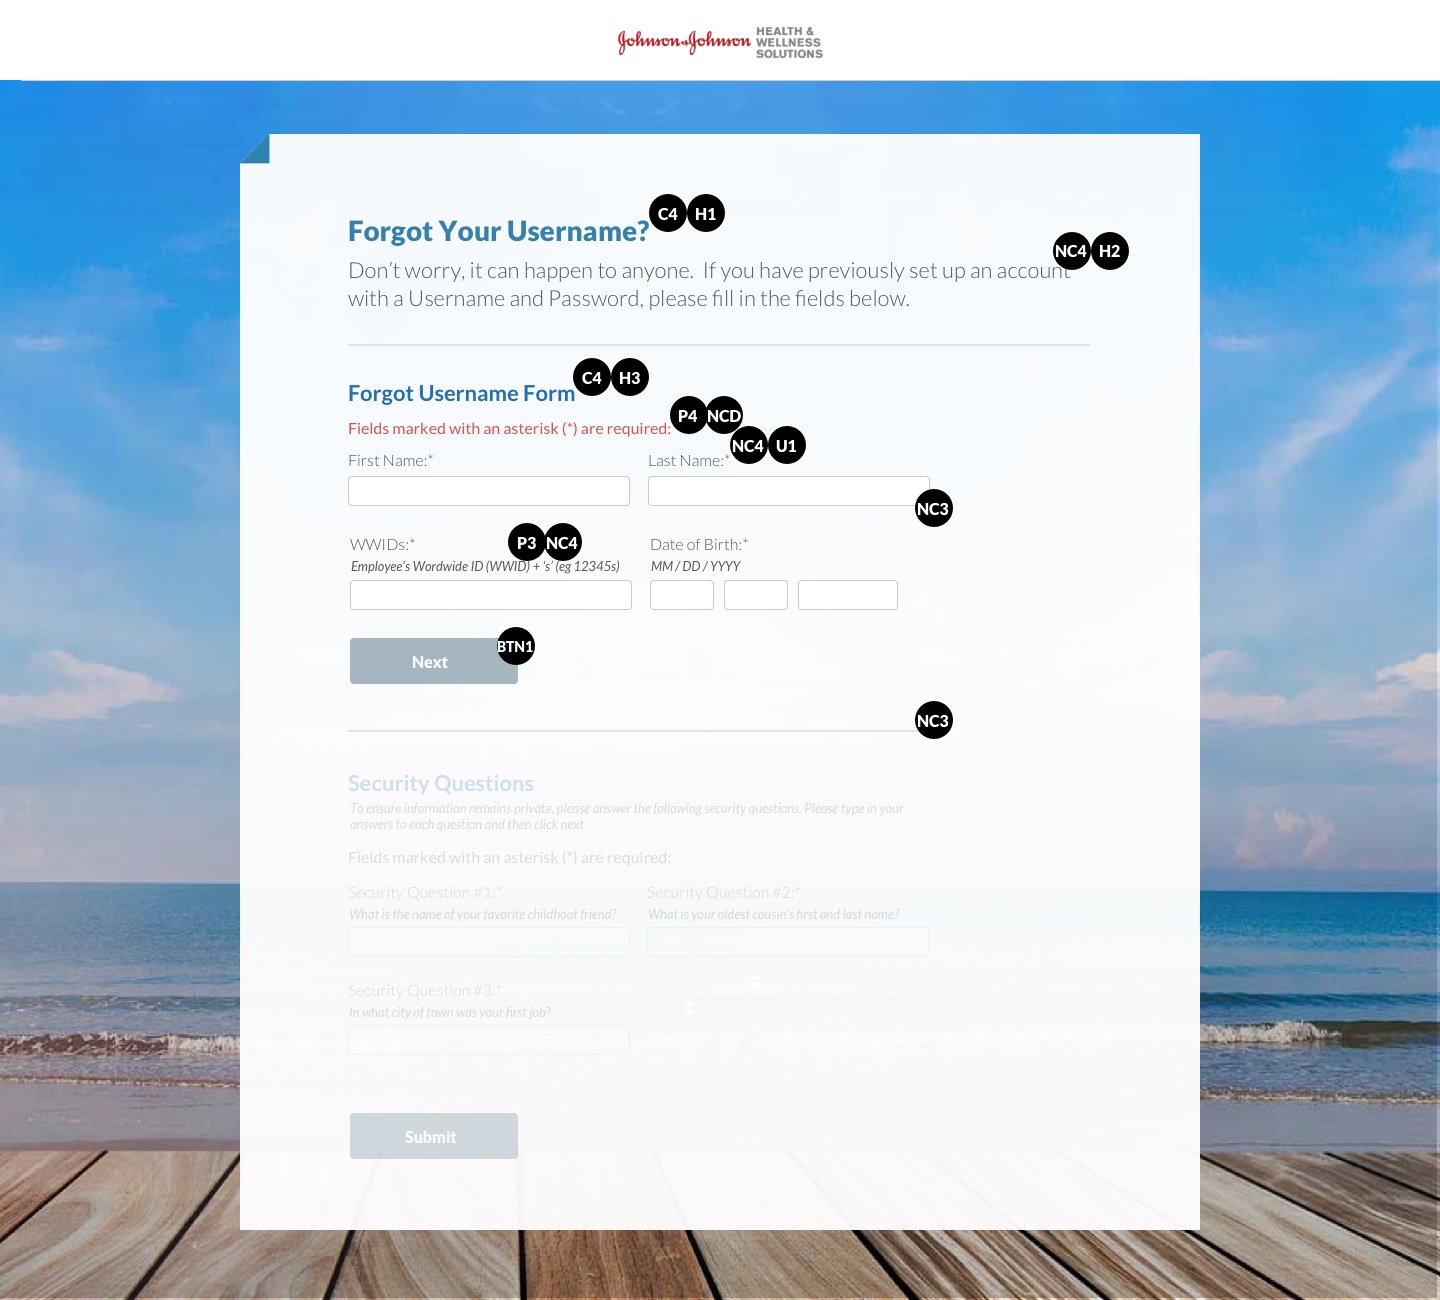 Johnson & Johnson HEALTH &
WELLNESS
SOLUTIONS
Forgot Your Username? C4 H1
NC4 H2
Don't worry, it can happen to anyone. If you have previously set up an account
with a Username and Password, please fill in the fields below.
Forgot Username Form C4 H3
Fields marked with an asterisk (*) are required: P4 NCD
First Name:* Last Name:* NC4 U1
NC3
WWIDs:* P3 NC4 Date of Birth:*
Employee's Wordwide ID (WWID) + 's' (eg 12345s) MM / DD / YYYY
Next BTN1
NC3
Security Questions
To ensure information remains private, please answer the following security questions. Please type in your
answers to each question and then click next
Fields marked with an asterisk (*) are required:
Security Question #1:* Security Question #2:*
What is the name of your favorite childhoot friend? What is your oldest cousin's first and last name?
Security Question #3:*
In what city of town was your first job?
Submit